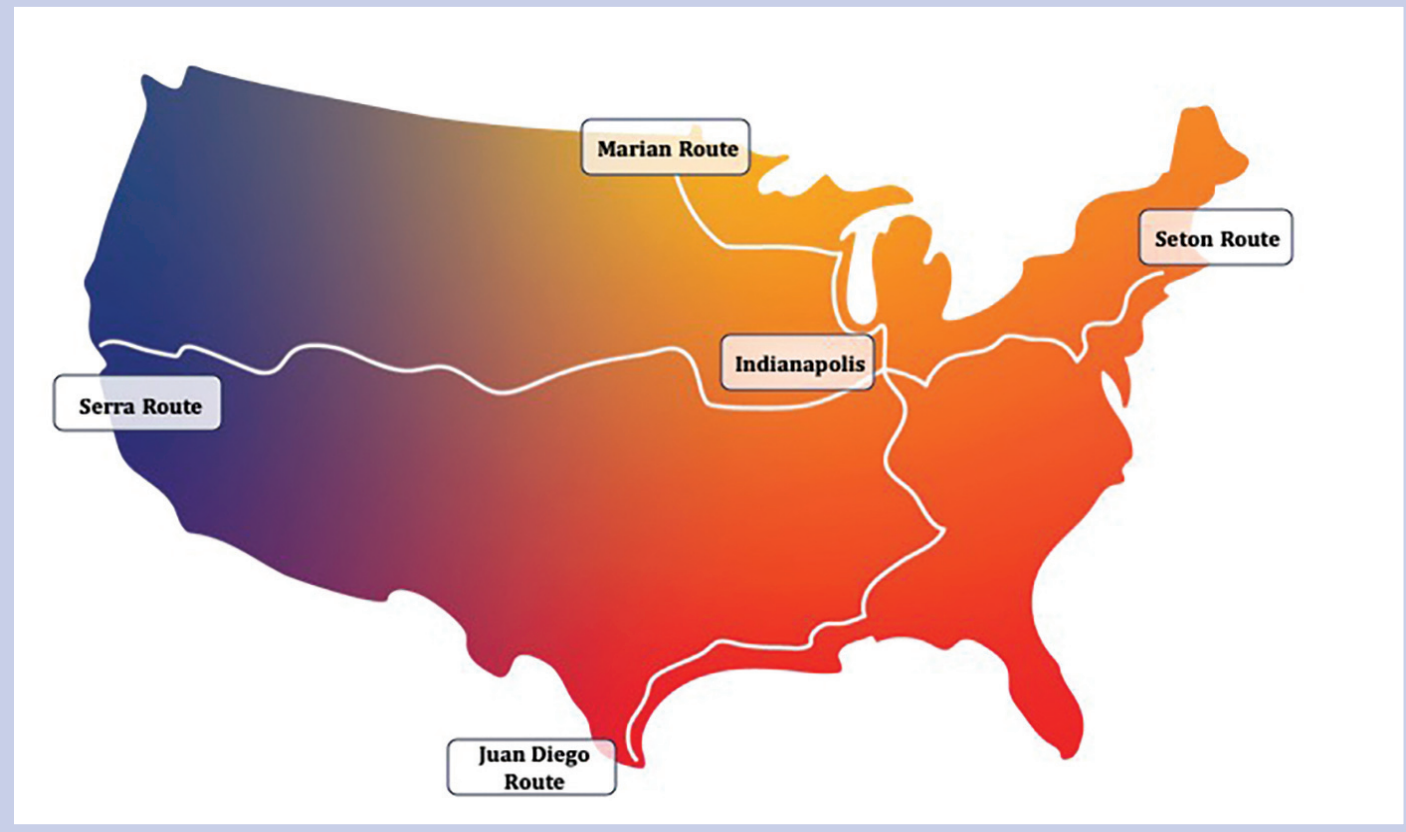 Marian Route
Seton Route
Indianapolis
Serra Route
Juan Diego
Route